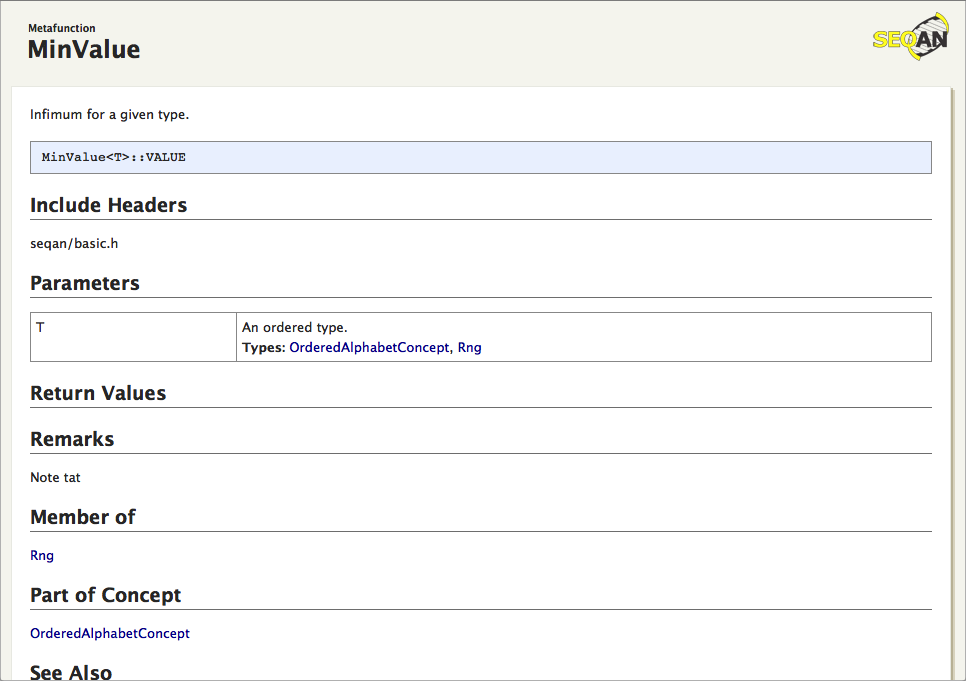 Metafunction
MinValue
SEQAN
Infimum for a given type.
MinValue<T>::VALUE
Include Headers
seqan/basic.h
Parameters
T
An ordered type.
Types: OrderedAlphabetConcept, Rng
Return Values
Remarks
Note tat
Member of
Rng
Part of Concept
OrderedAlphabetConcept
See Also